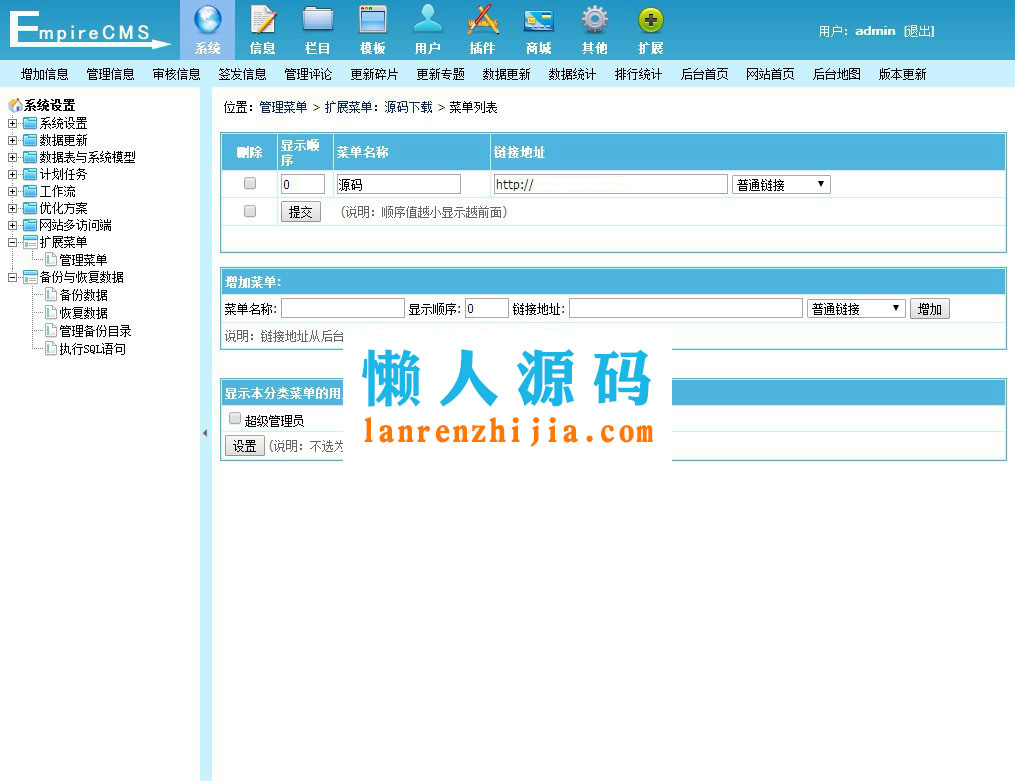 EmpireCMS
系统 信息 栏目 模板 用户 插件 商城 其他 扩展
用户：admin [退出]
增加信息 管理信息 审核信息 签发信息 管理评论 更新碎片 更新专题 数据更新 数据统计 排行统计 后台首页 网站首页 后台地图 版本更新
系统设置
系统设置
数据更新
数据表与系统模型
计划任务
工作流
优化方案
网站多访问端
扩展菜单
管理菜单
备份与恢复数据
备份数据
恢复数据
管理备份目录
执行SQL语句
位置：管理菜单 > 扩展菜单：源码下载 > 菜单列表
删除 显示顺序 菜单名称 链接地址
0 源码 http:// 普通链接
提交 （说明：顺序值越小显示越前面）
增加菜单：
菜单名称： 显示顺序: 0 链接地址: 普通链接 增加
说明：链接地址从后台
显示本分类菜单的用
超级管理员
设置 (说明：不选为
懒人源码
lanrenzhijia.com